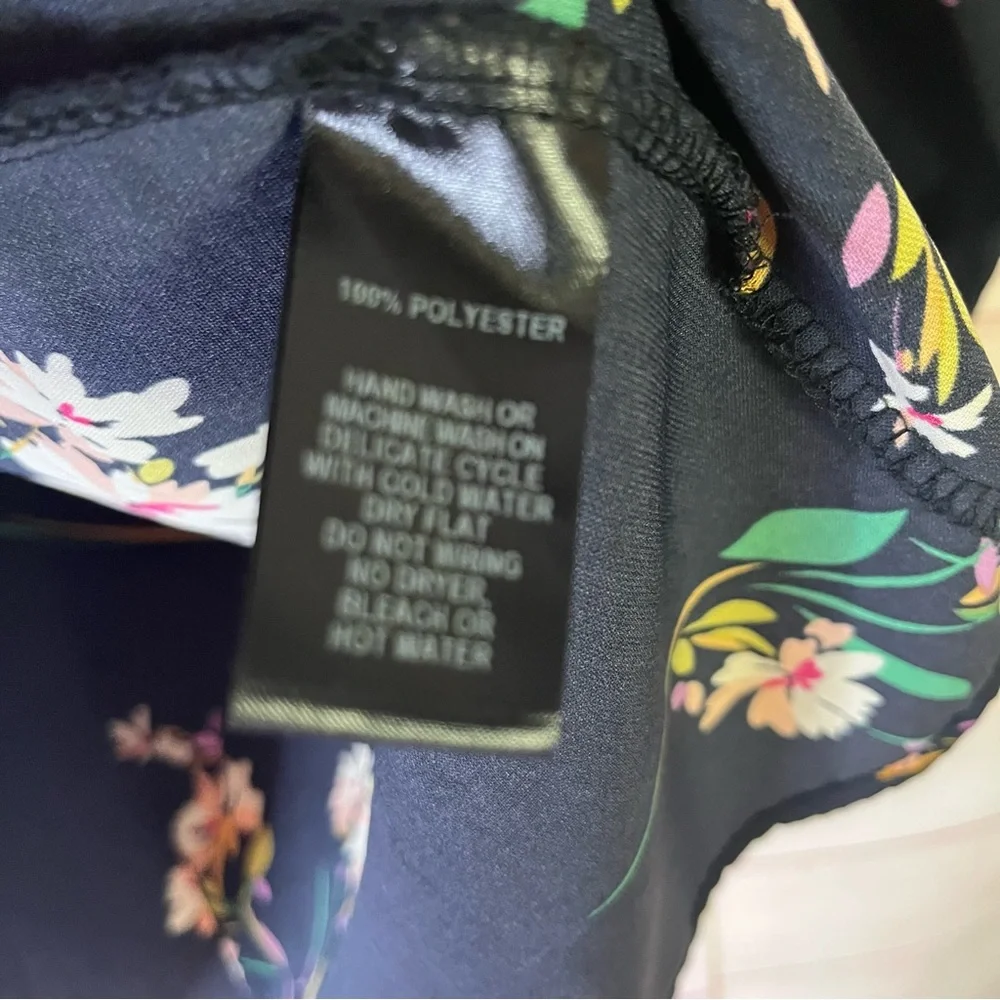 100% POLYESTER
HAND WASH OR
MACHINE WASH ON
DELICATE CYCLE
WITH COLD WATER
DRY FLAT
DO NOT WRING
NO DRYER,
BLEACH OR
HOT WATER